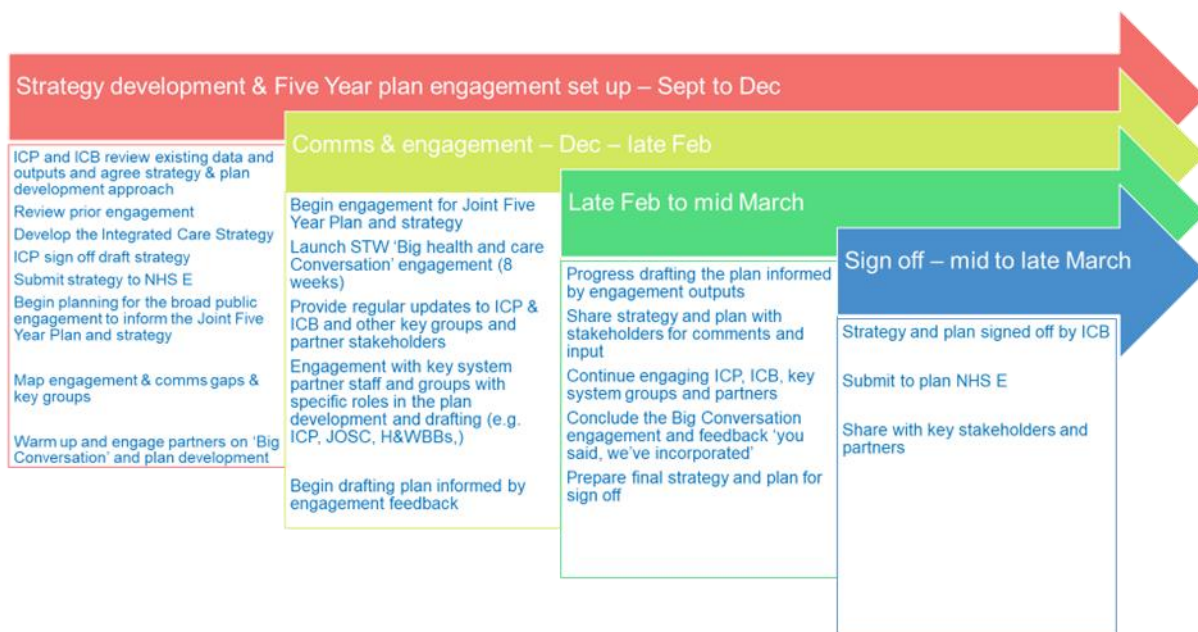 Strategy development & Five Year plan engagement set up – Sept to Dec
ICP and ICB review existing data and
outputs and agree strategy & plan
development approach
Review prior engagement
Develop the Integrated Care Strategy
ICP sign off draft strategy
Submit strategy to NHS E
Begin planning for the broad public
engagement to inform the Joint Five
Year Plan and strategy
Map engagement & comms gaps &
key groups
Warm up and engage partners on 'Big
Conversation' and plan development
Comms & engagement – Dec – late Feb
Begin engagement for Joint Five
Year Plan and strategy
Launch STW 'Big health and care
Conversation' engagement (8
weeks)
Provide regular updates to ICP &
ICB and other key groups and
partner stakeholders
Engagement with key system
partner staff and groups with
specific roles in the plan
development and drafting (e.g.
ICP, JOSC, H&WBBs,)
Begin drafting plan informed by
engagement feedback
Late Feb to mid March
Progress drafting the plan informed
by engagement outputs
Share strategy and plan with
stakeholders for comments and
input
Continue engaging ICP, ICB, key
system groups and partners
Conclude the Big Conversation
engagement and feedback 'you
said, we've incorporated'
Prepare final strategy and plan for
sign off
Sign off – mid to late March
Strategy and plan signed off by ICB
Submit to plan NHS E
Share with key stakeholders and
partners